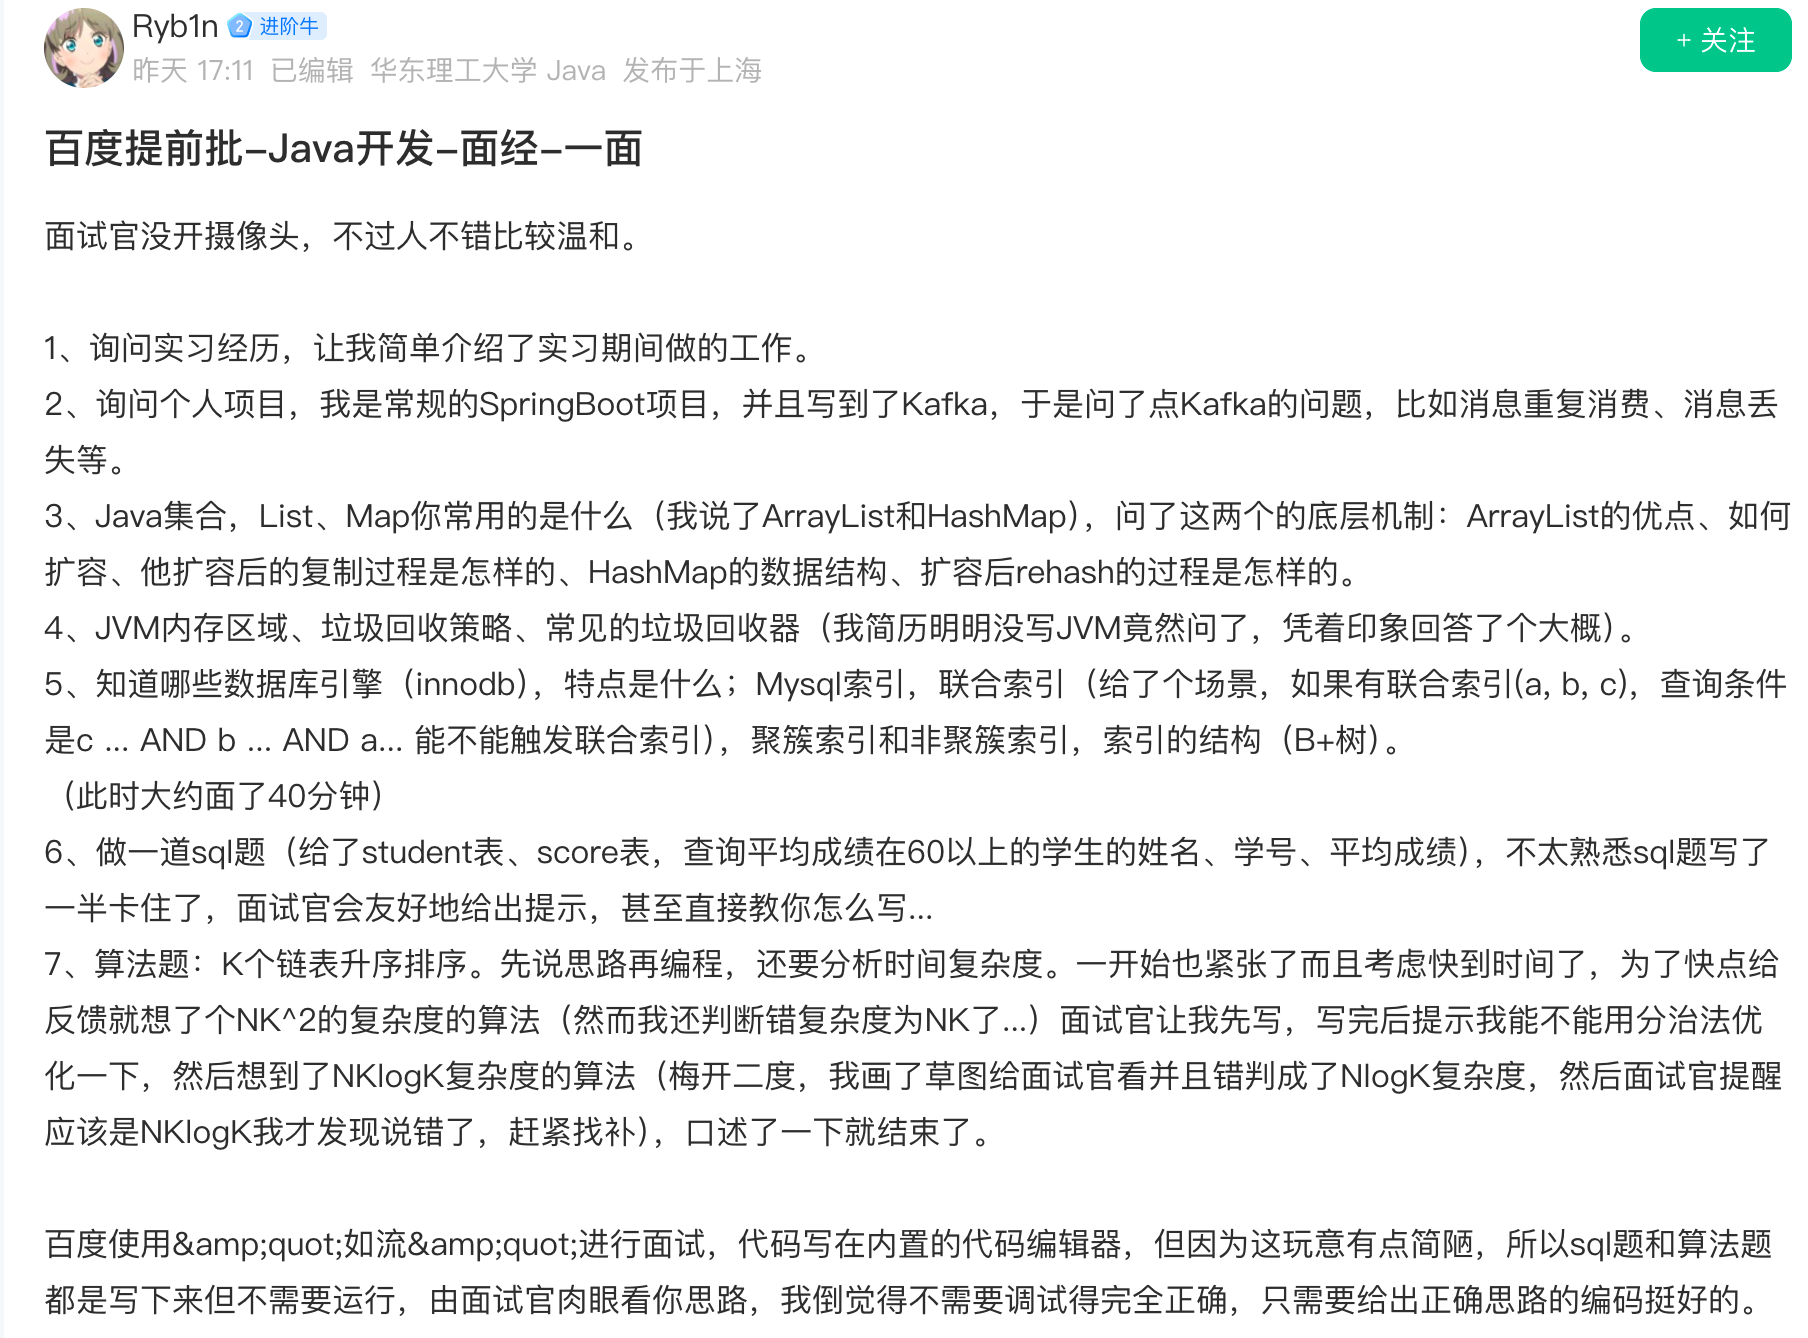 Ryb1n 2 进阶牛
+ 关注
昨天 17:11 已编辑 华东理工大学 Java 发布于上海
百度提前批-Java开发-面经-一面
面试官没开摄像头，不过人不错比较温和。
1、询问实习经历，让我简单介绍了实习期间做的工作。
2、询问个人项目，我是常规的SpringBoot项目，并且写到了Kafka，于是问了点Kafka的问题，比如消息重复消费、消息丢
失等。
3、Java集合，List、Map你常用的是什么（我说了ArrayList和HashMap），问了这两个的底层机制：ArrayList的优点、如何
扩容、他扩容后的复制过程是怎样的、HashMap的数据结构、扩容后rehash的过程是怎样的。
4、JVM内存区域、垃圾回收策略、常见的垃圾回收器（我简历明明没写JVM竟然问了，凭着印象回答了个大概）。
5、知道哪些数据库引擎（innodb），特点是什么；Mysql索引，联合索引（给了个场景，如果有联合索引(a, b, c)，查询条件
是c ... AND b ... AND a... 能不能触发联合索引），聚簇索引和非聚簇索引，索引的结构（B+树）。
（此时大约面了40分钟）
6、做一道sql题（给了student表、score表，查询平均成绩在60以上的学生的姓名、学号、平均成绩），不太熟悉sql题写了
一半卡住了，面试官会友好地给出提示，甚至直接教你怎么写...
7、算法题：K个链表升序排序。先说思路再编程，还要分析时间复杂度。一开始也紧张了而且考虑快到时间了，为了快点给
反馈就想了个NK^2的复杂度的算法（然而我还判断错复杂度为NK了...）面试官让我先写，写完后提示我能不能用分治法优
化一下，然后想到了NKlogK复杂度的算法（梅开二度，我画了草图给面试官看并且错判成了NlogK复杂度，然后面试官提醒
应该是NKlogK我才发现说错了，赶紧找补），口述了一下就结束了。
百度使用&amp;quot;如流&amp;quot;进行面试，代码写在内置的代码编辑器，但因为这玩意有点简陋，所以sql题和算法题
都是写下来但不需要运行，由面试官肉眼看你思路，我倒觉得不需要调试得完全正确，只需要给出正确思路的编码挺好的。